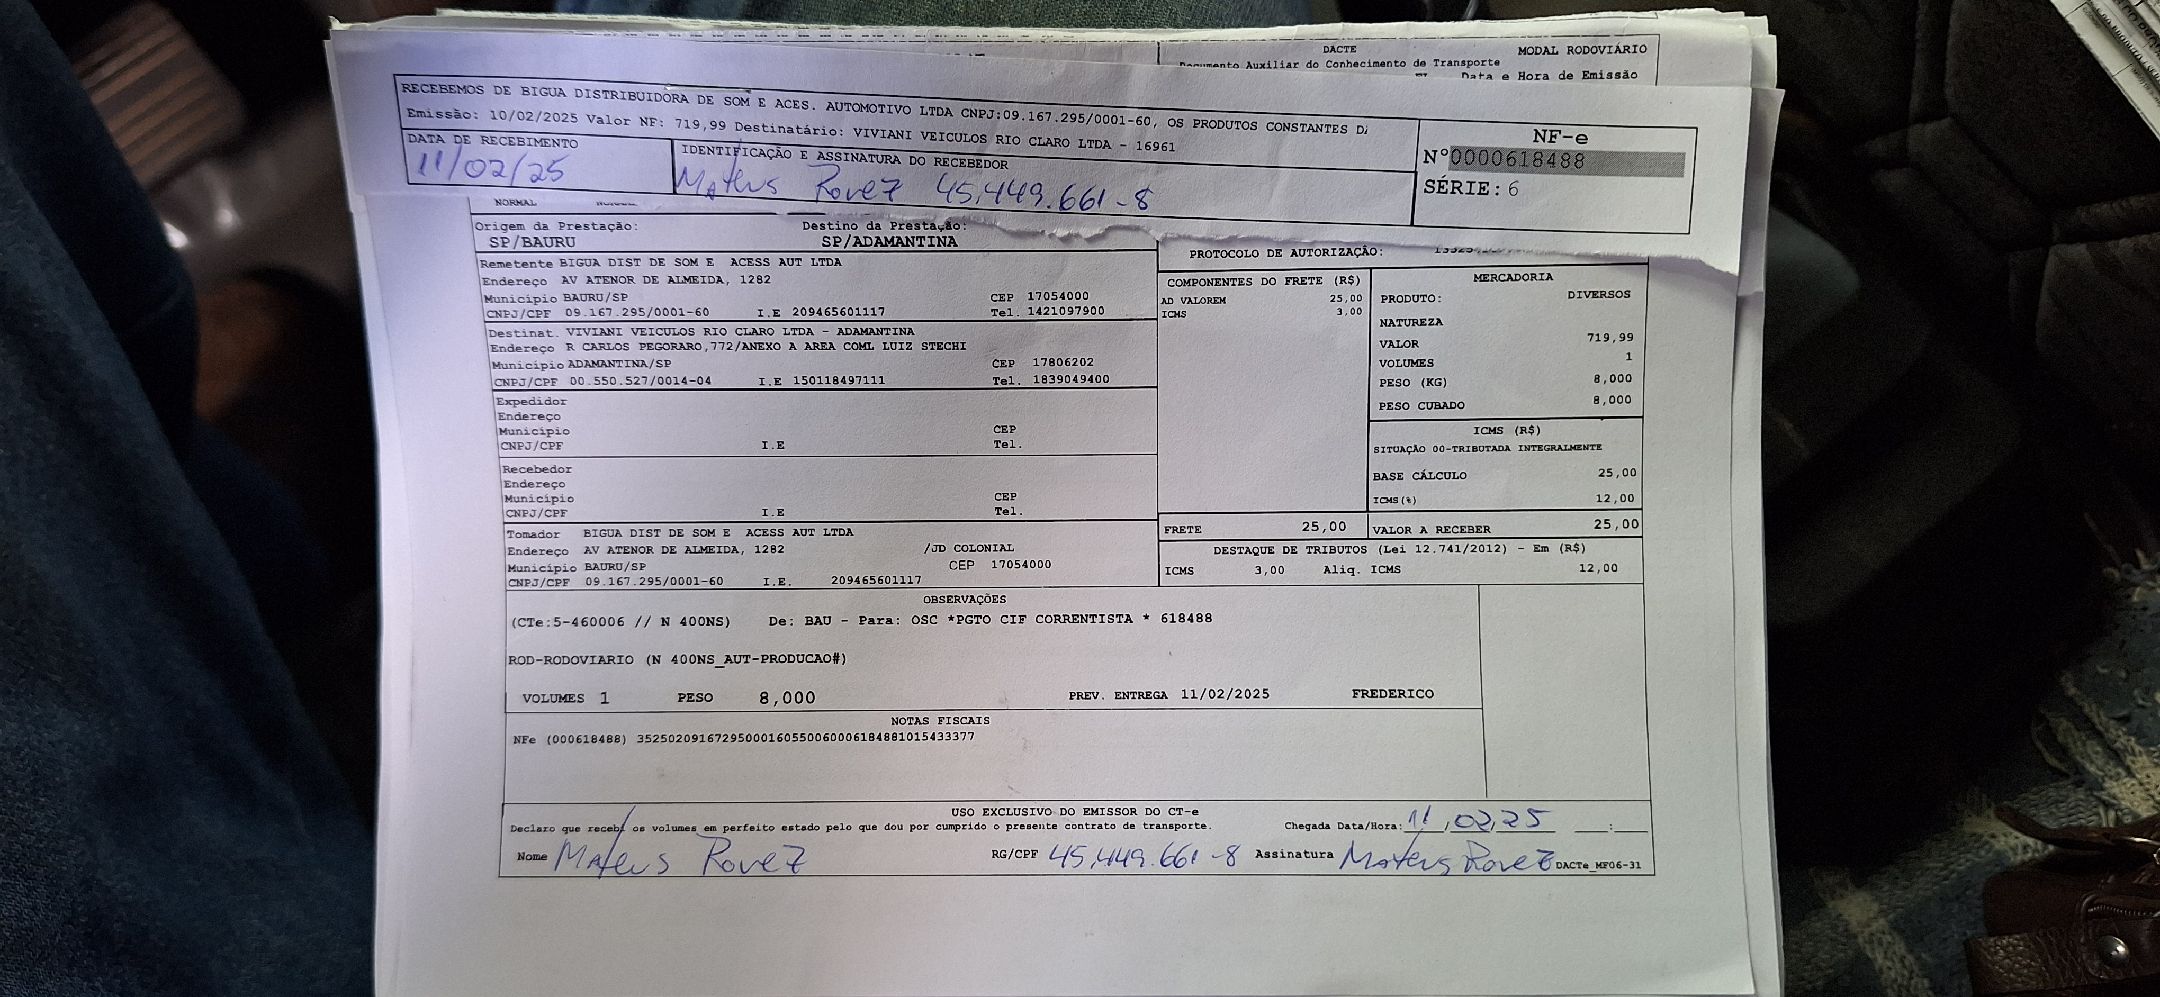 DACTE
MODAL RODOVIÁRIO
Documento Auxiliar do Conhecimento de Transporte
Data e Hora de Emissão
RECEBEMOS DE BIGUA DISTRIBUIDORA DE SOM E ACES. AUTOMOTIVO LTDA CNPJ:09.167.295/0001-60, OS PRODUTOS CONSTANTES
Emissão: 10/02/2025 Valor NF: 719,99 Destinatário: VIVIANI VEICULOS RIO CLARO LTDA - 16961
DATA DE RECEBIMENTO
11/02/25
IDENTIFICAÇÃO E ASSINATURA DO RECEBEDOR
Mateus Rovez 45.449.661-8
NF-e
N°0000618488
SÉRIE: 6
NORMAL
Origem da Prestação: Destino da Prestação:
SP/BAURU SP/ADAMANTINA
PROTOCOLO DE AUTORIZAÇÃO:
Remetente BIGUA DIST DE SOM E ACESS AUT LTDA
Endereço AV ATENOR DE ALMEIDA, 1282
Município BAURU/SP CEP 17054000
CNPJ/CPF 09.167.295/0001-60 I.E 209465601117 Tel. 1421097900
Destinat. VIVIANI VEICULOS RIO CLARO LTDA - ADAMANTINA
Endereço R CARLOS PEGORARO,772/ANEXO A AREA COML LUIZ STECHI
Município ADAMANTINA/SP CEP 17806202
CNPJ/CPF 00.550.527/0014-04 I.E 150118497111 Tel. 1839049400
Expedidor
Endereço
Município CEP
CNPJ/CPF I.E Tel.
Recebedor
Endereço
Município CEP
CNPJ/CPF I.E Tel.
Tomador BIGUA DIST DE SOM E ACESS AUT LTDA
Endereço AV ATENOR DE ALMEIDA, 1282 /JD COLONIAL
Município BAURU/SP CEP 17054000
CNPJ/CPF 09.167.295/0001-60 I.E. 209465601117
COMPONENTES DO FRETE (R$)
AD VALOREM 25,00
ICMS 3,00
MERCADORIA
PRODUTO: DIVERSOS
NATUREZA
VALOR 719,99
VOLUMES 1
PESO (KG) 8,000
PESO CUBADO 8,000
ICMS (R$)
SITUAÇÃO 00-TRIBUTADA INTEGRALMENTE
BASE CÁLCULO 25,00
ICMS(%) 12,00
FRETE 25,00 VALOR A RECEBER 25,00
DESTAQUE DE TRIBUTOS (Lei 12.741/2012) - Em (R$)
ICMS 3,00 Aliq. ICMS 12,00
OBSERVAÇÕES
(CTe:5-460006 // N 400NS) De: BAU - Para: OSC *PGTO CIF CORRENTISTA * 618488
ROD-RODOVIARIO (N 400NS_AUT-PRODUCAO#)
VOLUMES 1 PESO 8,000 PREV. ENTREGA 11/02/2025 FREDERICO
NOTAS FISCAIS
NFe (000618488) 35250209167295000160550060006184881015433377
USO EXCLUSIVO DO EMISSOR DO CT-e
Declaro que recebi os volumes em perfeito estado pelo que dou por cumprido o presente contrato de transporte. Chegada Data/Hora: 11,02,25 __:__
Nome Mateus Rovez RG/CPF 45.449.661-8 Assinatura Mateus Rovez DACTe_MF06-31